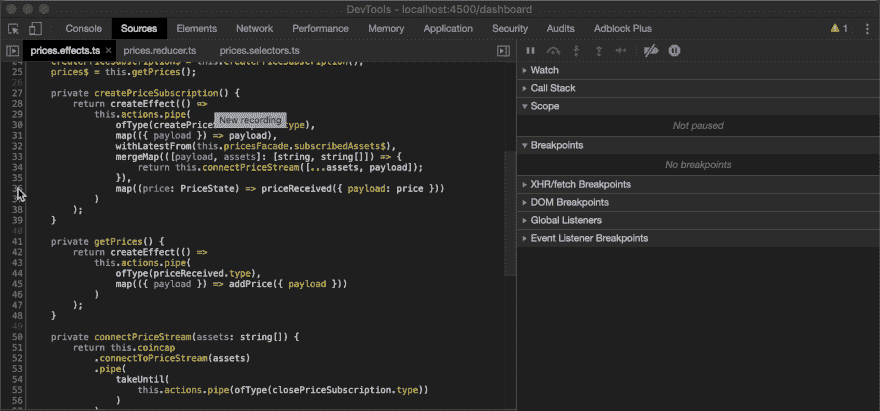 DevTools - localhost:4500/dashboard
Console Sources Elements Network Performance Memory Application Security Audits Adblock Plus 1
prices.effects.ts × prices.reducer.ts prices.selectors.ts
25 prices$ = this.getPrices();
26
27 private createPriceSubscription() {
28 return createEffect(() =>
29 this.actions.pipe(
30 ofType(createPrice .type),
New recording
31 map(({ payload }) => payload),
32 withLatestFrom(this.pricesFacade.subscribedAssets$),
33 mergeMap(([payload, assets]: [string, string[]]) => {
34 return this.connectPriceStream([...assets, payload]);
35 }),
36 map((price: PriceState) => priceReceived({ payload: price }))
)
38 );
39 }
40
41 private getPrices() {
42 return createEffect(() =>
43 this.actions.pipe(
44 ofType(priceReceived.type),
45 map(({ payload }) => addPrice({ payload }))
46 )
47 );
48 }
49
50 private connectPriceStream(assets: string[]) {
51 return this.coincap
52 .connectToPriceStream(assets)
53 .pipe(
54 takeUntil(
55 this.actions.pipe(ofType(closePriceSubscription.type))
56 )
Watch
Call Stack
Scope
Not paused
Breakpoints
No breakpoints
XHR/fetch Breakpoints
DOM Breakpoints
Global Listeners
Event Listener Breakpoints